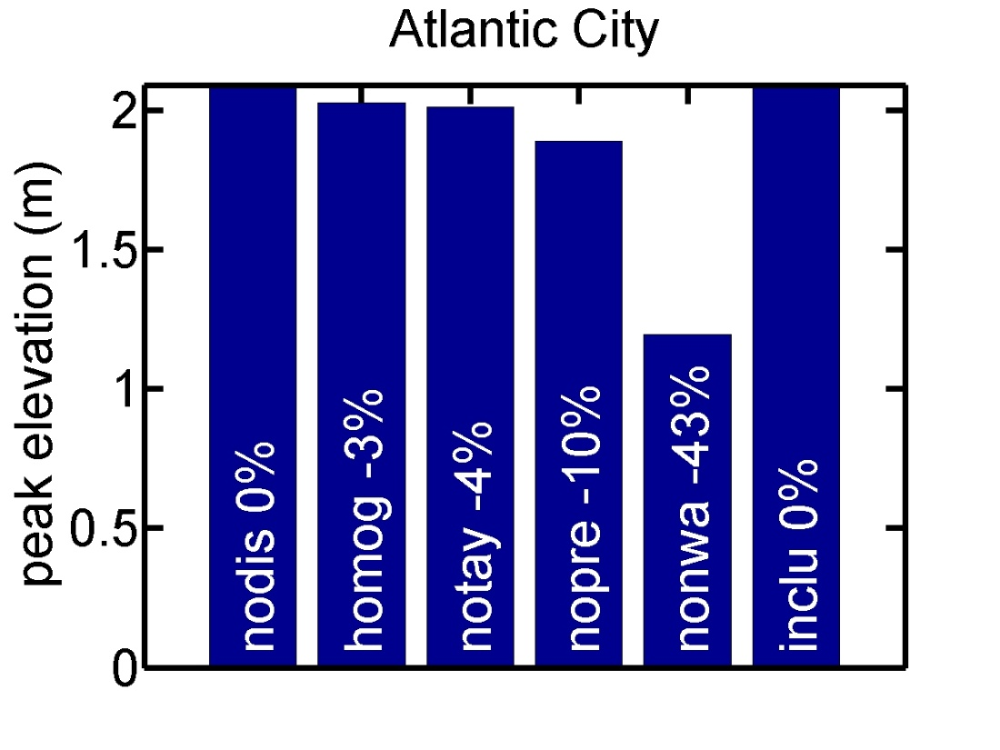 Atlantic City
peak elevation (m)
2
1.5
1
0.5
0
nodis 0%
homog -3%
notay -4%
nopre -10%
nonwa -43%
inclu 0%